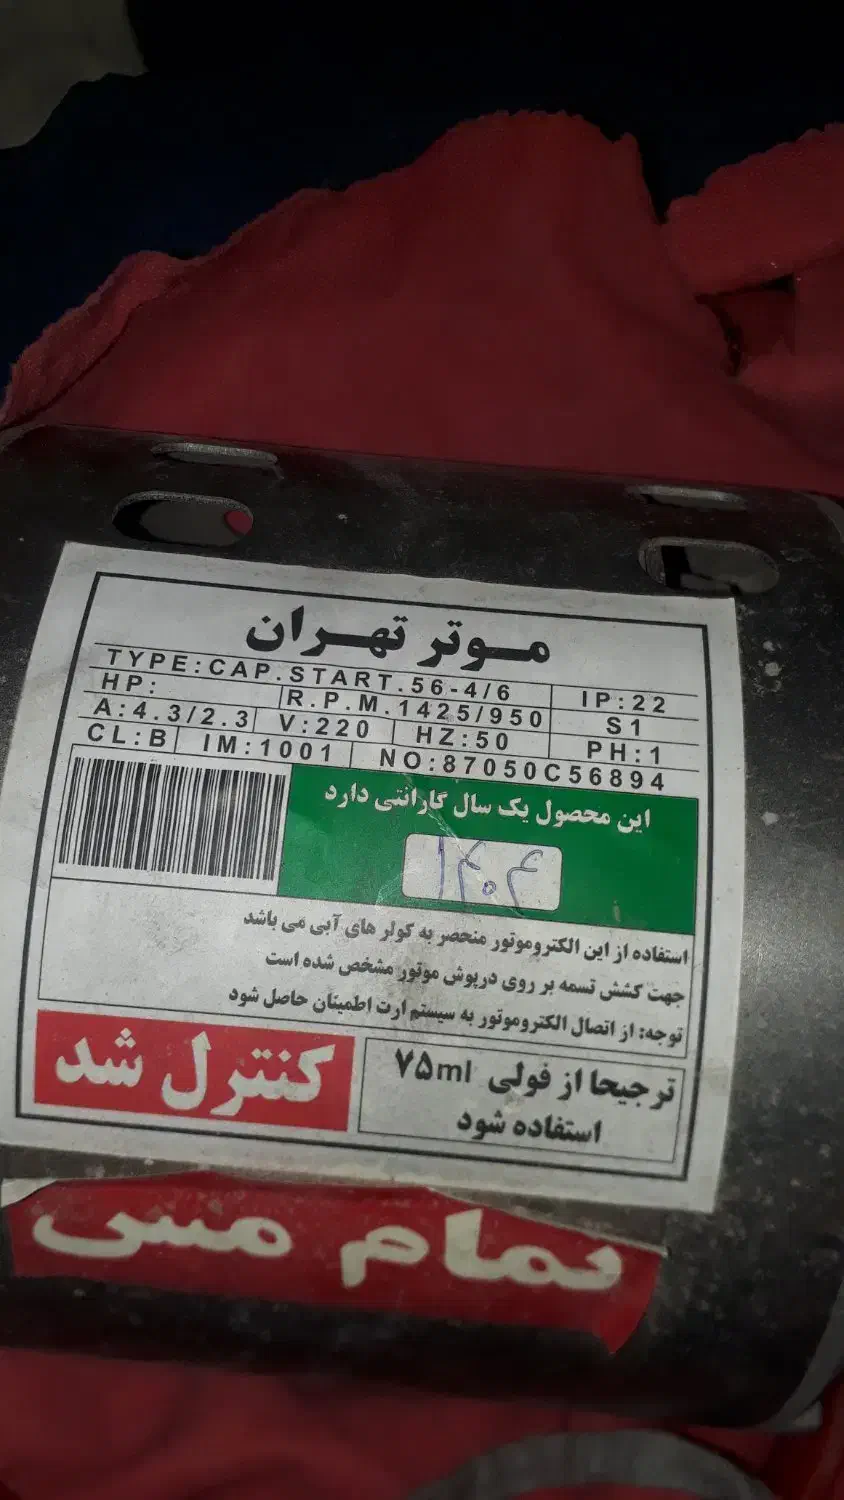 موتر تهران
TYPE:CAP.START.56-4/6 IP:22
HP: R.P.M.1425/950 S1
A:4.3/2.3 V:220 HZ:50 PH:1
CL:B IM:1001 NO:87050C56894
این محصول یک سال گارانتی دارد
۱۴۰۴
استفاده از این الکتروموتور منحصر به کولر های آبی می باشد
جهت کشش تسمه بر روی درپوش موتور مشخص شده است
توجه: از اتصال الکتروموتور به سیستم ارت اطمینان حاصل شود
ترجیحا از فولی ۷۵ml
استفاده شود
کنترل شد
تمام مس